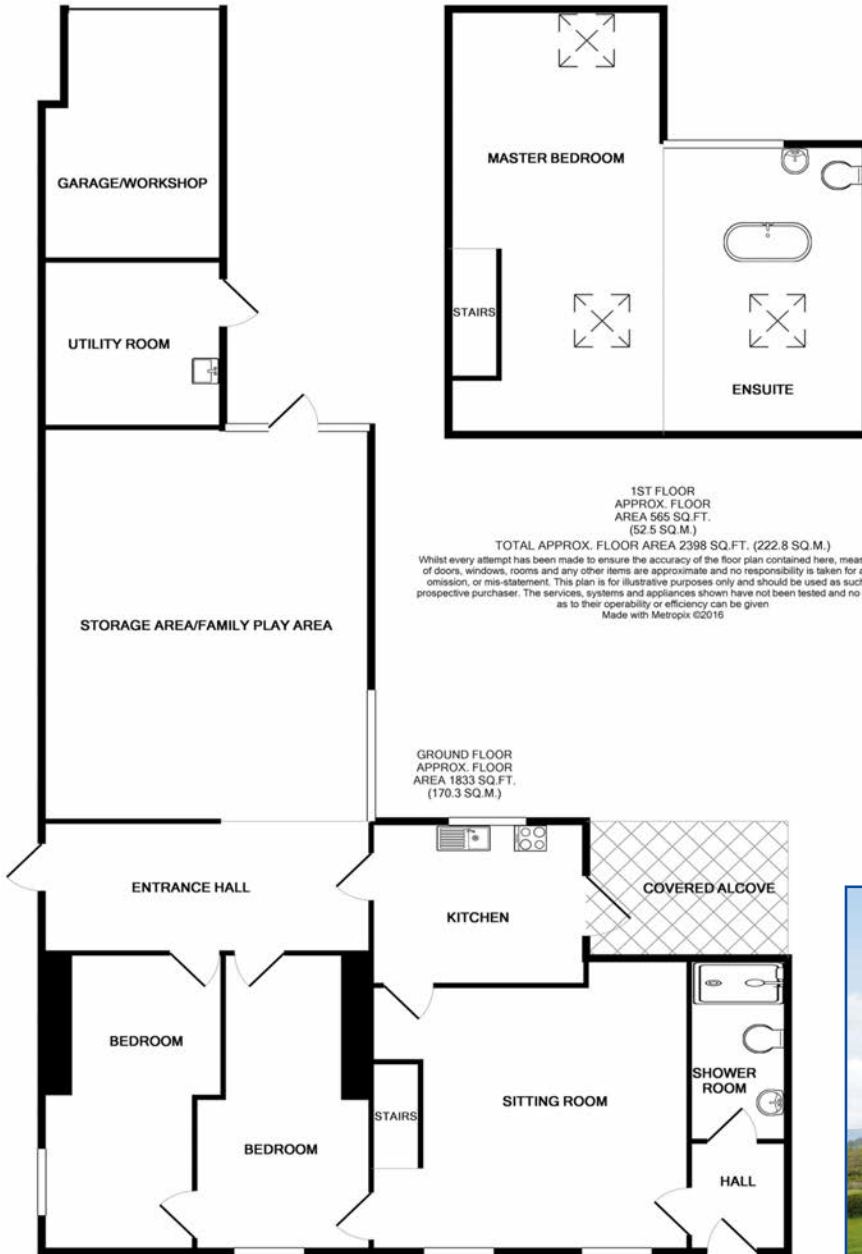 GARAGE/WORKSHOP
MASTER BEDROOM
STAIRS
UTILITY ROOM
ENSUITE
1ST FLOOR
APPROX. FLOOR
AREA 565 SQ.FT.
(52.5 SQ.M.)
TOTAL APPROX. FLOOR AREA 2398 SQ.FT. (222.8 SQ.M.)
Whilst every attempt has been made to ensure the accuracy of the floor plan contained here, meas
of doors, windows, rooms and any other items are approximate and no responsibility is taken for a
omission, or mis-statement. This plan is for illustrative purposes only and should be used as such
prospective purchaser. The services, systems and appliances shown have not been tested and no
as to their operability or efficiency can be given
Made with Metropix ©2016
STORAGE AREA/FAMILY PLAY AREA
GROUND FLOOR
APPROX. FLOOR
AREA 1833 SQ.FT.
(170.3 SQ.M.)
ENTRANCE HALL
KITCHEN
COVERED ALCOVE
BEDROOM
BEDROOM
STAIRS
SITTING ROOM
SHOWER
ROOM
HALL